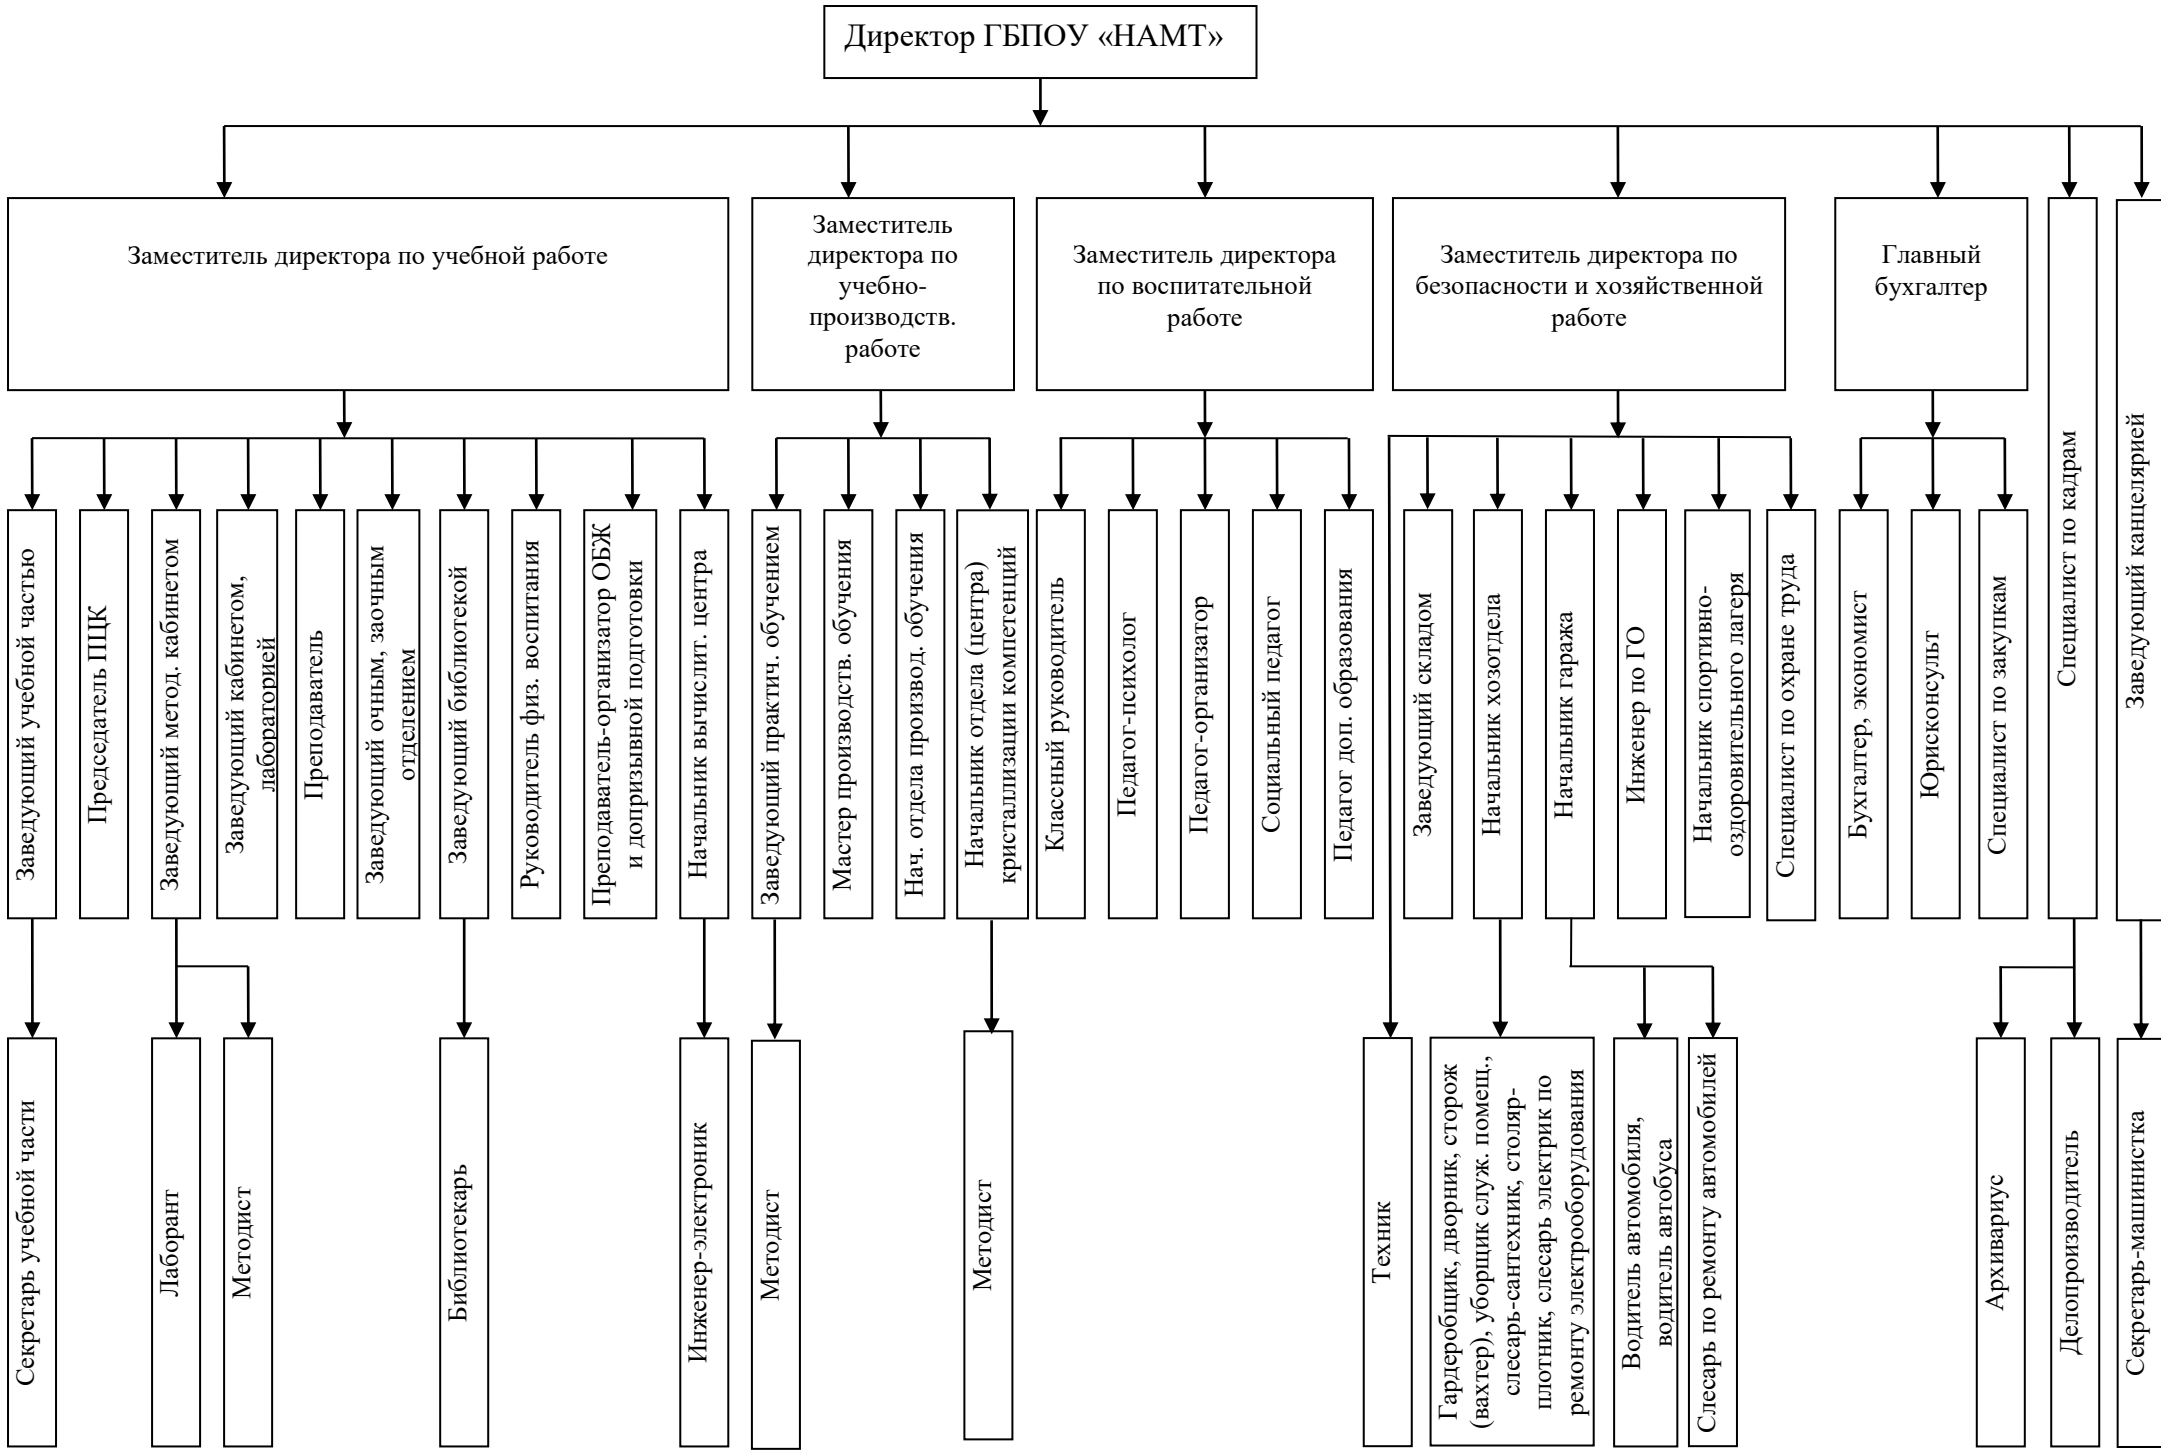 Директор ГБПОУ «НАМТ»
Заместитель директора по учебной работе
Заместитель
директора по
учебно-
производств.
работе
Заместитель директора
по воспитательной
работе
Заместитель директора по
безопасности и хозяйственной
работе
Главный
бухгалтер
Специалист по кадрам
Заведующий канцелярией
Заведующий учебной частью
Председатель ПЦК
Заведующий метод. кабинетом
Заведующий кабинетом,
лабораторией
Преподаватель
Заведующий очным, заочным
отделением
Заведующий библиотекой
Руководитель физ. воспитания
Преподаватель-организатор ОБЖ
и допризывной подготовки
Начальник вычислит. центра
Заведующий практич. обучением
Мастер производств. обучения
Нач. отдела производ. обучения
Начальник отдела (центра)
кристаллизации компетенций
Классный руководитель
Педагог-психолог
Педагог-организатор
Социальный педагог
Педагог доп. образования
Заведующий складом
Начальник хозотдела
Начальник гаража
Инженер по ГО
Начальник спортивно-
оздоровительного лагеря
Специалист по охране труда
Бухгалтер, экономист
Юрисконсульт
Специалист по закупкам
Секретарь учебной части
Лаборант
Методист
Библиотекарь
Инженер-электроник
Методист
Методист
Техник
Гардеробщик, дворник, сторож
(вахтер), уборщик служ. помещ.,
слесарь-сантехник, столяр-
плотник, слесарь электрик по
ремонту электрооборудования
Водитель автомобиля,
водитель автобуса
Слесарь по ремонту автомобилей
Архивариус
Делопроизводитель
Секретарь-машинистка